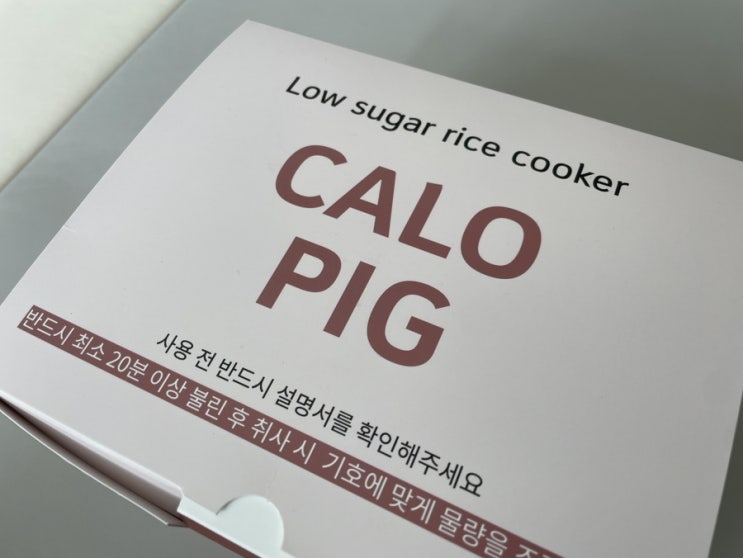 Low sugar rice cooker
CALO
PIG
사용 전 반드시 설명서를 확인해주세요
반드시 최소 20분 이상 불린 후 취사 시 기호에 맞게 물량을